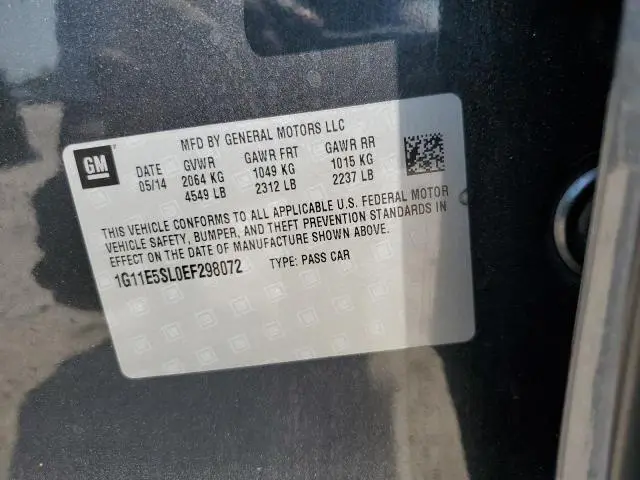 MFD BY GENERAL MOTORS LLC
GM
DATE GVWR GAWR FRT GAWR RR
05/14 2064 KG 1049 KG 1015 KG
4549 LB 2312 LB 2237 LB
THIS VEHICLE CONFORMS TO ALL APPLICABLE U.S. FEDERAL MOTOR
VEHICLE SAFETY, BUMPER, AND THEFT PREVENTION STANDARDS IN
EFFECT ON THE DATE OF MANUFACTURE SHOWN ABOVE.
1G11E5SL0EF298072 TYPE: PASS CAR